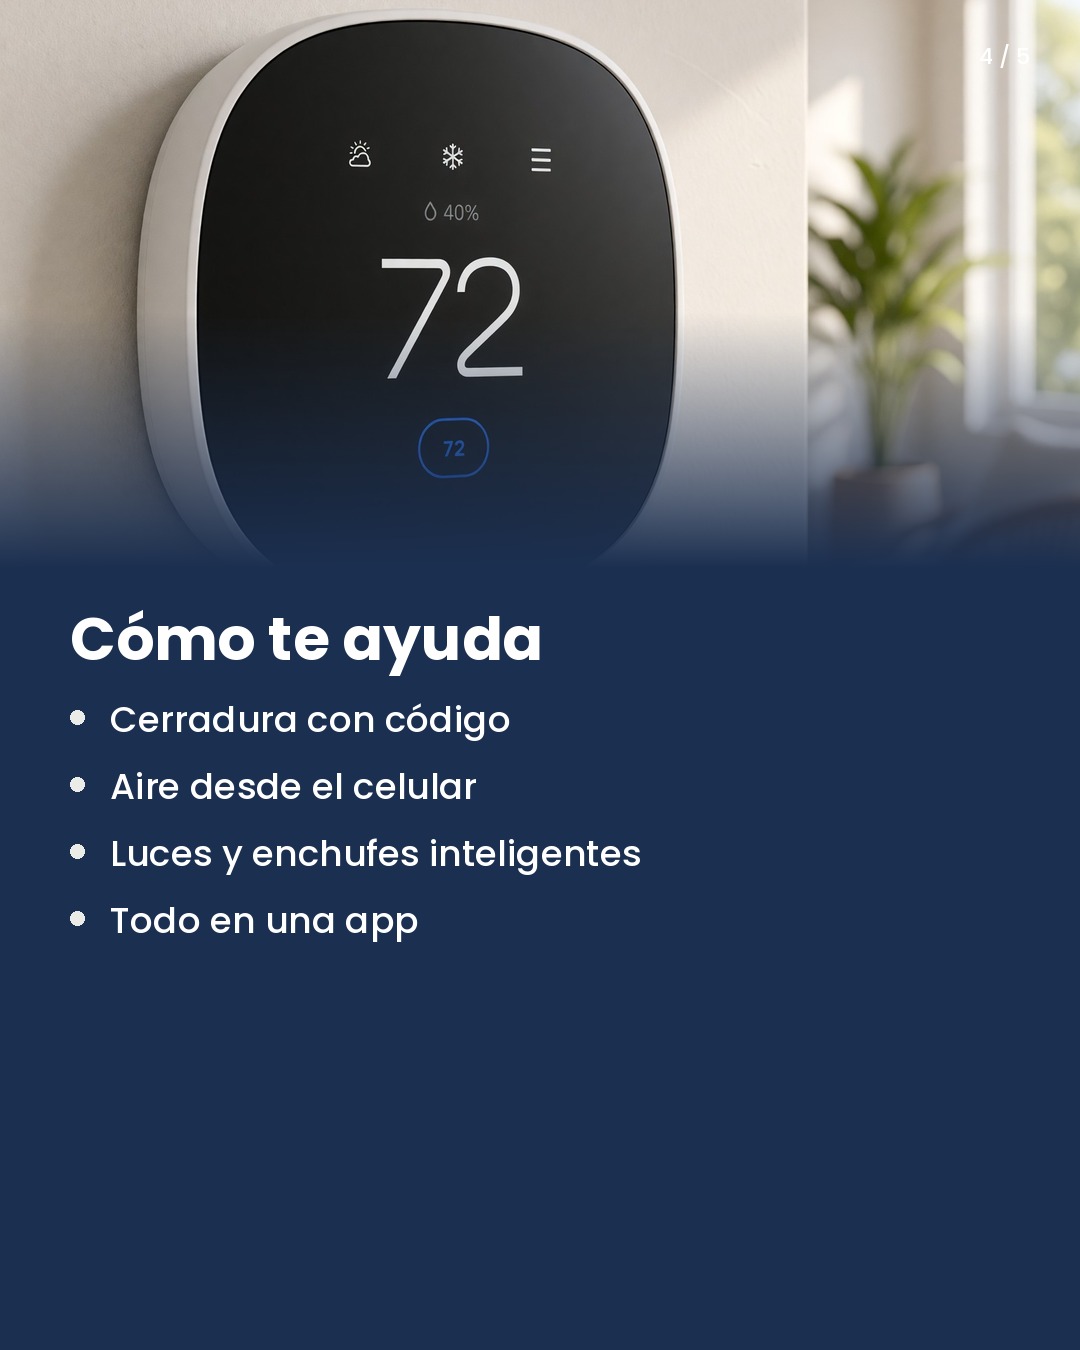 4 / 5
40%
72
72
Cómo te ayuda
Cerradura con código
Aire desde el celular
Luces y enchufes inteligentes
Todo en una app